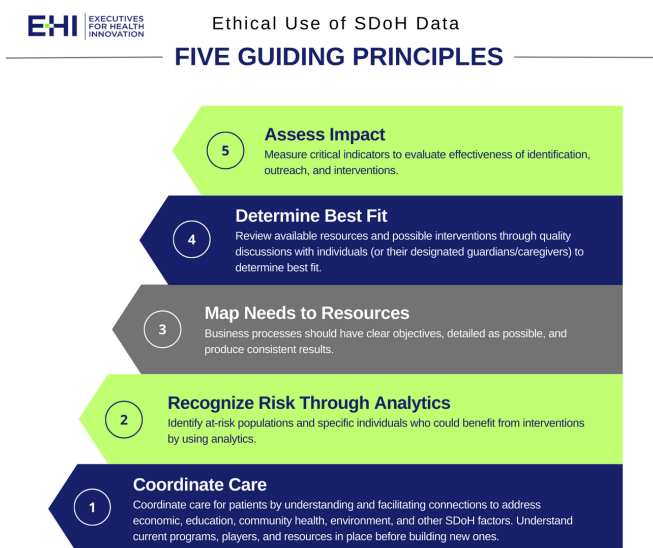 EHI
EXECUTIVES
FOR HEALTH
INNOVATION
Ethical Use of SDoH Data
FIVE GUIDING PRINCIPLES
5
Assess Impact
Measure critical indicators to evaluate effectiveness of identification,
outreach, and interventions.
4
Determine Best Fit
Review available resources and possible interventions through quality
discussions with individuals (or their designated guardians/caregivers) to
determine best fit.
3
Map Needs to Resources
Business processes should have clear objectives, detailed as possible, and
produce consistent results.
2
Recognize Risk Through Analytics
Identify at-risk populations and specific individuals who could benefit from interventions
by using analytics.
1
Coordinate Care
Coordinate care for patients by understanding and facilitating connections to address
economic, education, community health, environment, and other SDoH factors. Understand
current programs, players, and resources in place before building new ones.